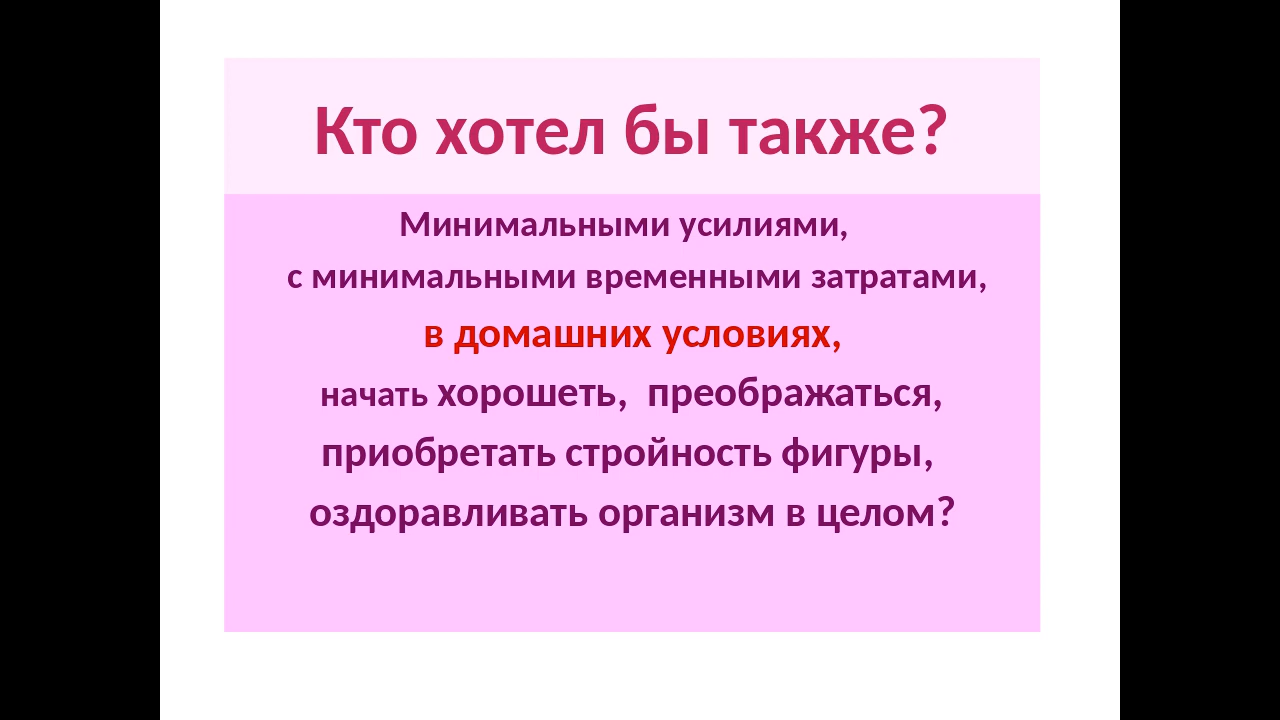 Кто хотел бы также?
Минимальными усилиями,
с минимальными временными затратами,
в домашних условиях,
начать хорошеть,  преображаться,
приобретать стройность фигуры,
оздоравливать организм в целом?